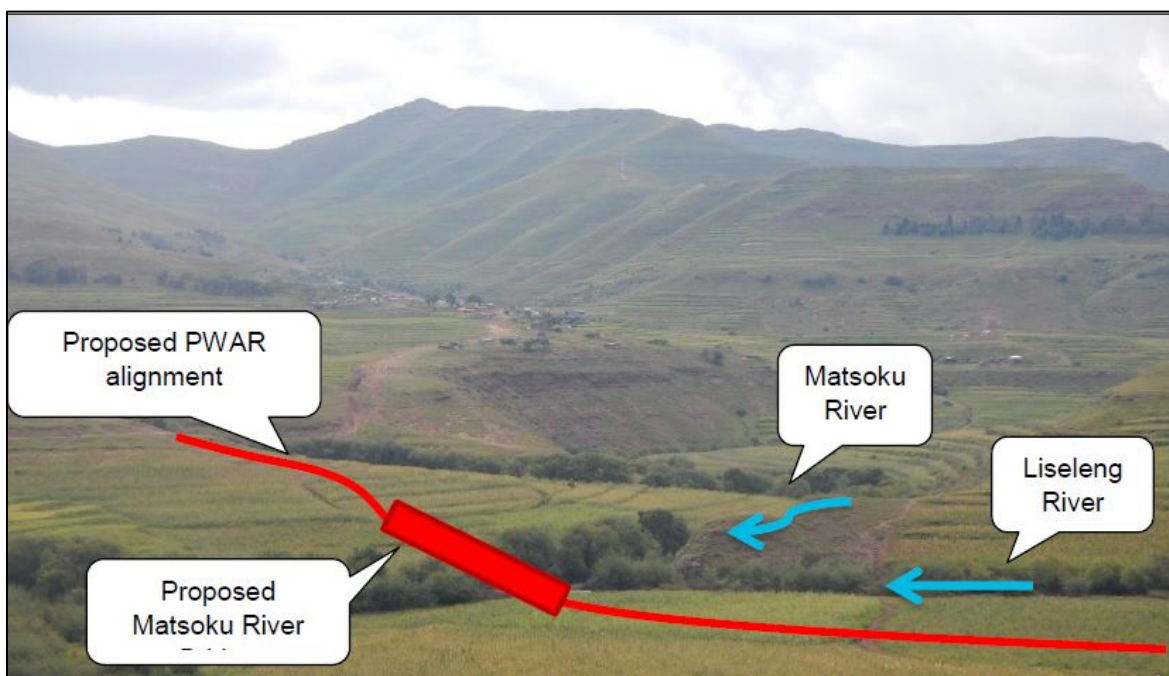 Proposed PWAR
alignment
Matsoku
River
Liseleng
River
Proposed
Matsoku River